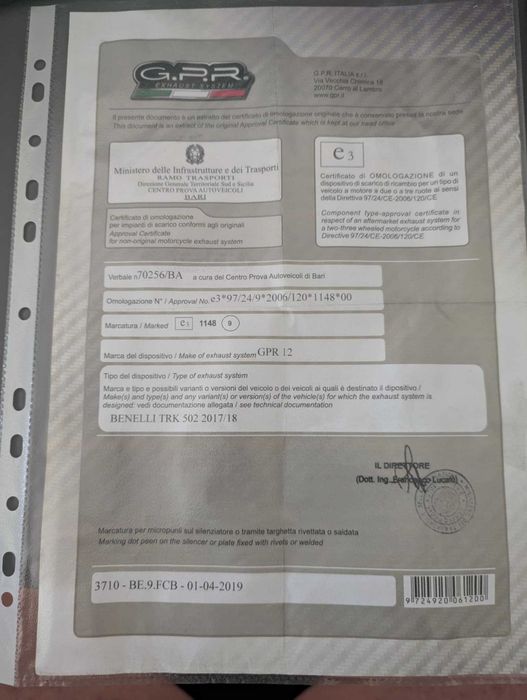 G.P.R.
EXHAUST SYSTEM
G.P.R. ITALIA s.r.l.
Via Vecchia Cremica 18
20070 Cerro al Lambro
www.gpr.it
Il presente documento è un estratto del certificato di omologazione originale che è conservato presso la nostra sede
This document is an extract of the original Approval Certificate which is kept at our head office
Ministero delle Infrastrutture e dei Trasporti
RAMO TRASPORTI
Direzione Generale Territoriale Sud e Sicilia
CENTRO PROVA AUTOVEICOLI
BARI
Certificato di omologazione
per impianti di scarico conformi agli originali
Approval Certificate
for non-original motorcycle exhaust system
e3
Certificato di OMOLOGAZIONE di un
dispositivo di scarico di ricambio per un tipo di
veicolo a motore a due o a tre ruote ai sensi
della Direttiva 97/24/CE-2006/120/CE
Component type-approval certificate in
respect of an aftermarket exhaust system for
a two-three wheeled motorcycle according to
Directive 97/24/CE-2006/120/CE
Verbale n70256/BA a cura del Centro Prova Autoveicoli di Bari
Omologazione N° / Approval No. e3*97/24/9*2006/120*1148*00
Marcatura / Marked e3 1148 9
Marca del dispositivo / Make of exhaust system GPR 12
Tipo del dispositivo / Type of exhaust system
Marca e tipo e possibili varianti o versioni del veicolo o dei veicoli ai quali è destinato il dipositivo /
Make(s) and type(s) and any variant(s) or version(s) of the vehicle(s) for which the exhaust system is
designed: vedi documentazione allegata / see technical documentation
BENELLI TRK 502 2017/18
IL DIRETTORE
(Dott. Ing. Francesco Lucato)
Marcatura per micropunti sul silenziatore o tramite targhetta rivettata o saldata
Marking dot peen on the silencer or plate fixed with rivets or welded
3710 - BE.9.FCB - 01-04-2019
9 724920 061200